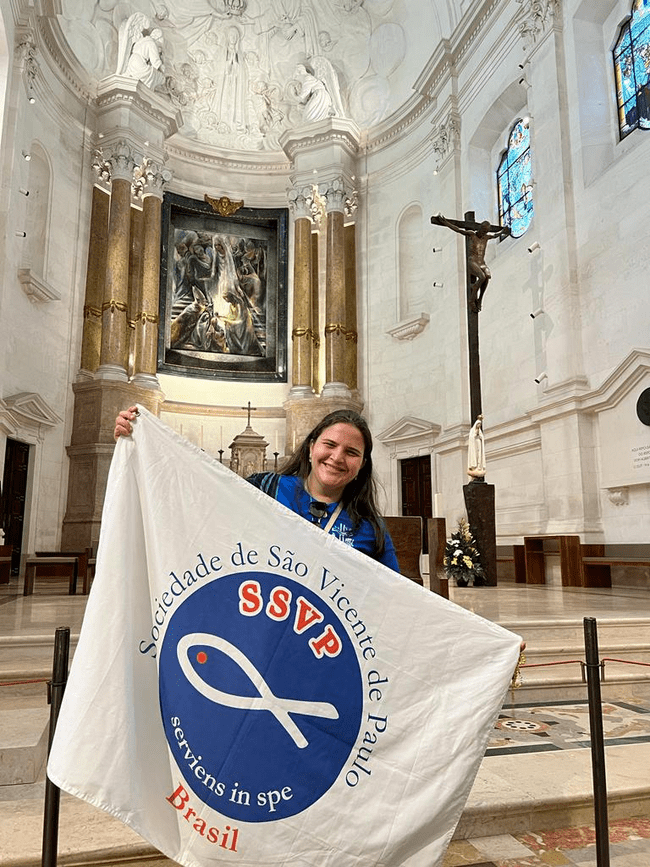 Sociedade de São Vicente de Paulo
SSVP
serviens in spe
Brasil